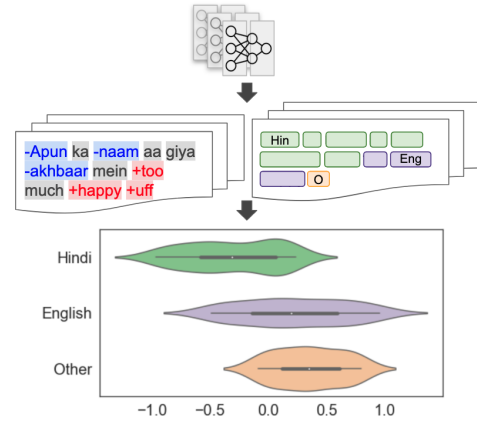 -Apun ka -naam aa giya
-akhbaar mein +too
much +happy +uff
Hin
Eng
O
Hindi
English
Other
−1.0 −0.5 0.0 0.5 1.0